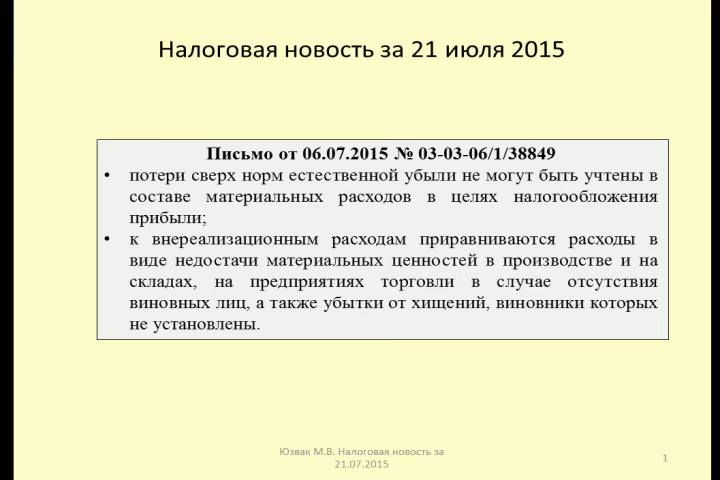 Налоговая новость за 21 июля 2015
Письмо от 06.07.2015 № 03-03-06/1/38849
• потери сверх норм естественной убыли не могут быть учтены в
составе материальных расходов в целях налогообложения
прибыли;
• к внереализационным расходам приравниваются расходы в
виде недостачи материальных ценностей в производстве и на
складах, на предприятиях торговли в случае отсутствия
виновных лиц, а также убытки от хищений, виновники которых
не установлены.
Юзвак М.В. Налоговая новость за
21.07.2015
1